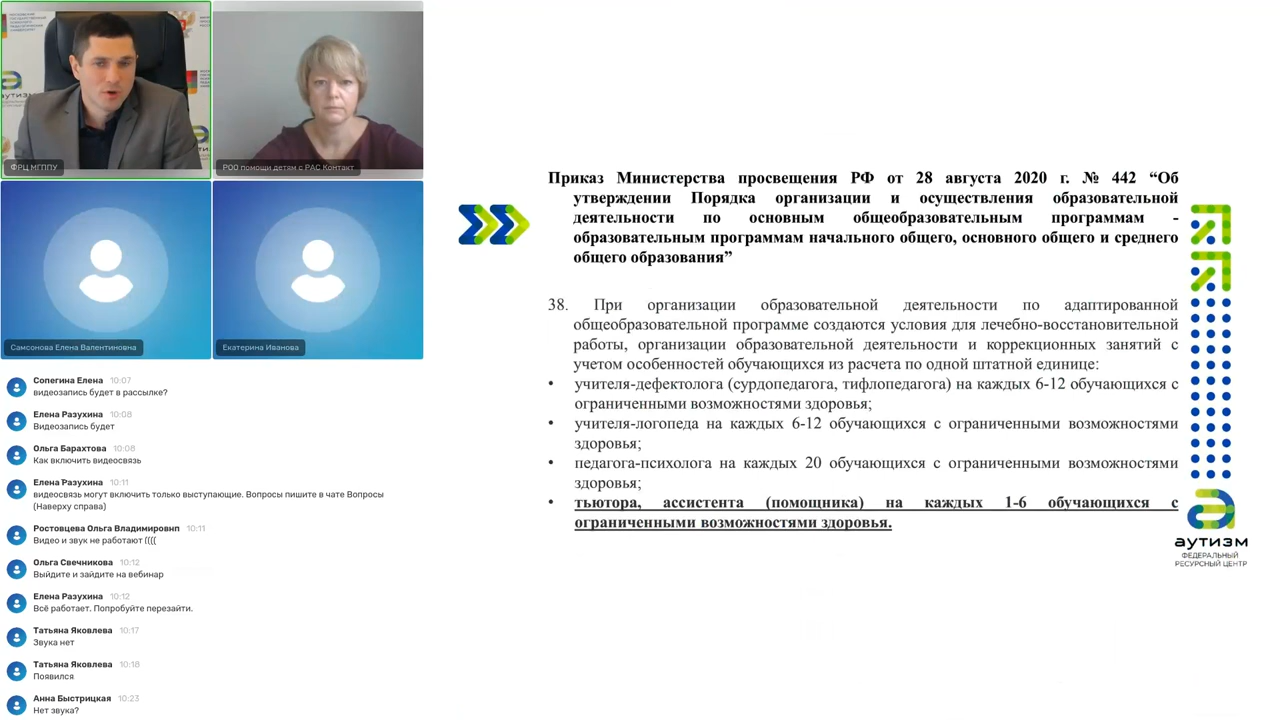 ФРЦ МГППУ
РОО помощи детям с РАС Контакт
Самсонова Елена Валентиновна
Екатерина Иванова
Сопегина Елена 10:07
видеозапись будет в рассылке?
Елена Разухина 10:08
Видеозапись будет
Ольга Барахтова 10:08
Как включить видеосвязь
Елена Разухина 10:11
видеосвязь могут включить только выступающие. Вопросы пишите в чате Вопросы
(Наверху справа)
Ростовцева Ольга Владимировнп 10:11
Видео и звук не работают ((((
Ольга Свечникова 10:12
Выйдите и зайдите на вебинар
Елена Разухина 10:12
Всё работает. Попробуйте перезайти.
Татьяна Яковлева 10:17
Звука нет
Татьяна Яковлева 10:18
Появился
Анна Быстрицкая 10:23
Нет звука?
Приказ Министерства просвещения РФ от 28 августа 2020 г. № 442 “Об
утверждении Порядка организации и осуществления образовательной
деятельности по основным общеобразовательным программам -
образовательным программам начального общего, основного общего и среднего
общего образования”
38. При организации образовательной деятельности по адаптированной
общеобразовательной программе создаются условия для лечебно-восстановительной
работы, организации образовательной деятельности и коррекционных занятий с
учетом особенностей обучающихся из расчета по одной штатной единице:
• учителя-дефектолога (сурдопедагога, тифлопедагога) на каждых 6-12 обучающихся с
ограниченными возможностями здоровья;
• учителя-логопеда на каждых 6-12 обучающихся с ограниченными возможностями
здоровья;
• педагога-психолога на каждых 20 обучающихся с ограниченными возможностями
здоровья;
• тьютора, ассистента (помощника) на каждых 1-6 обучающихся с
ограниченными возможностями здоровья.
аутизм
ФЕДЕРАЛЬНЫЙ
РЕСУРСНЫЙ ЦЕНТР